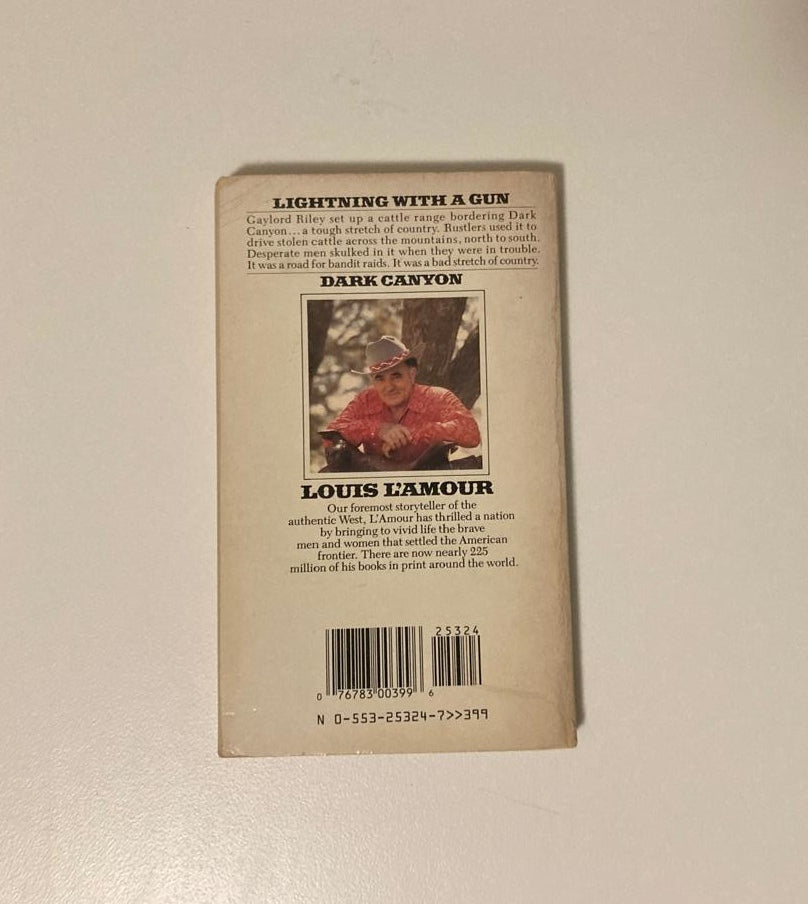 LIGHTNING WITH A GUN
Gaylord Riley set up a cattle range bordering Dark
Canyon...a tough stretch of country. Rustlers used it to
drive stolen cattle across the mountains, north to south.
Desperate men skulked in it when they were in trouble.
It was a road for bandit raids. It was a bad stretch of country.
DARK CANYON
LOUIS L'AMOUR
Our foremost storyteller of the
authentic West, L'Amour has thrilled a nation
by bringing to vivid life the brave
men and women that settled the American
frontier. There are now nearly 225
million of his books in print around the world.
25324
0 76783 00399 6
N 0-553-25324-7>>399